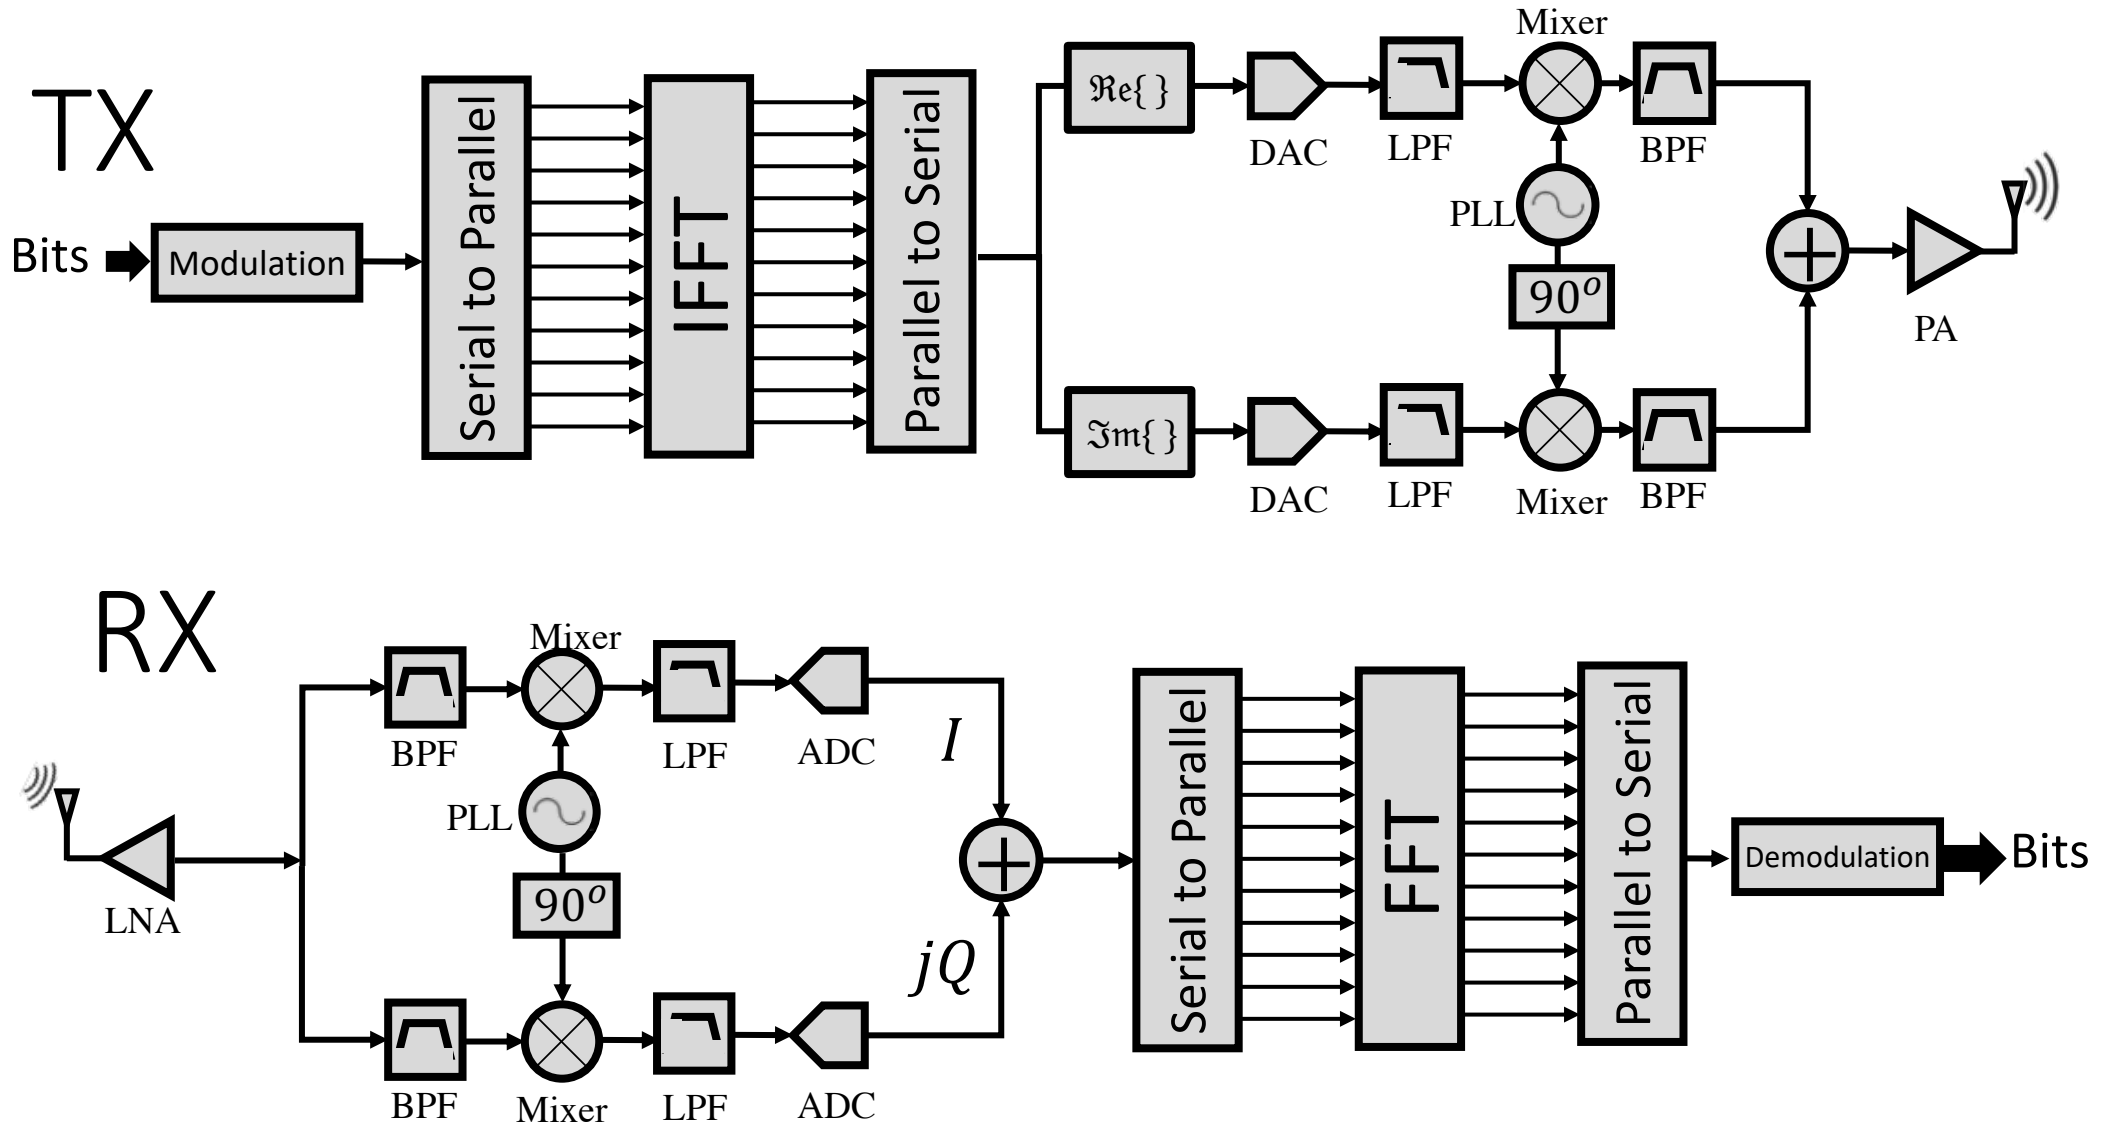 TX
Bits
Modulation
Serial to Parallel
IFFT
Parallel to Serial
ℜe{ }
DAC
LPF
Mixer
BPF
PLL
90°
PA
ℑm{ }
DAC
LPF
Mixer
BPF
RX
LNA
BPF
Mixer
LPF
ADC
I
PLL
90°
jQ
BPF
Mixer
LPF
ADC
Serial to Parallel
FFT
Parallel to Serial
Demodulation
Bits